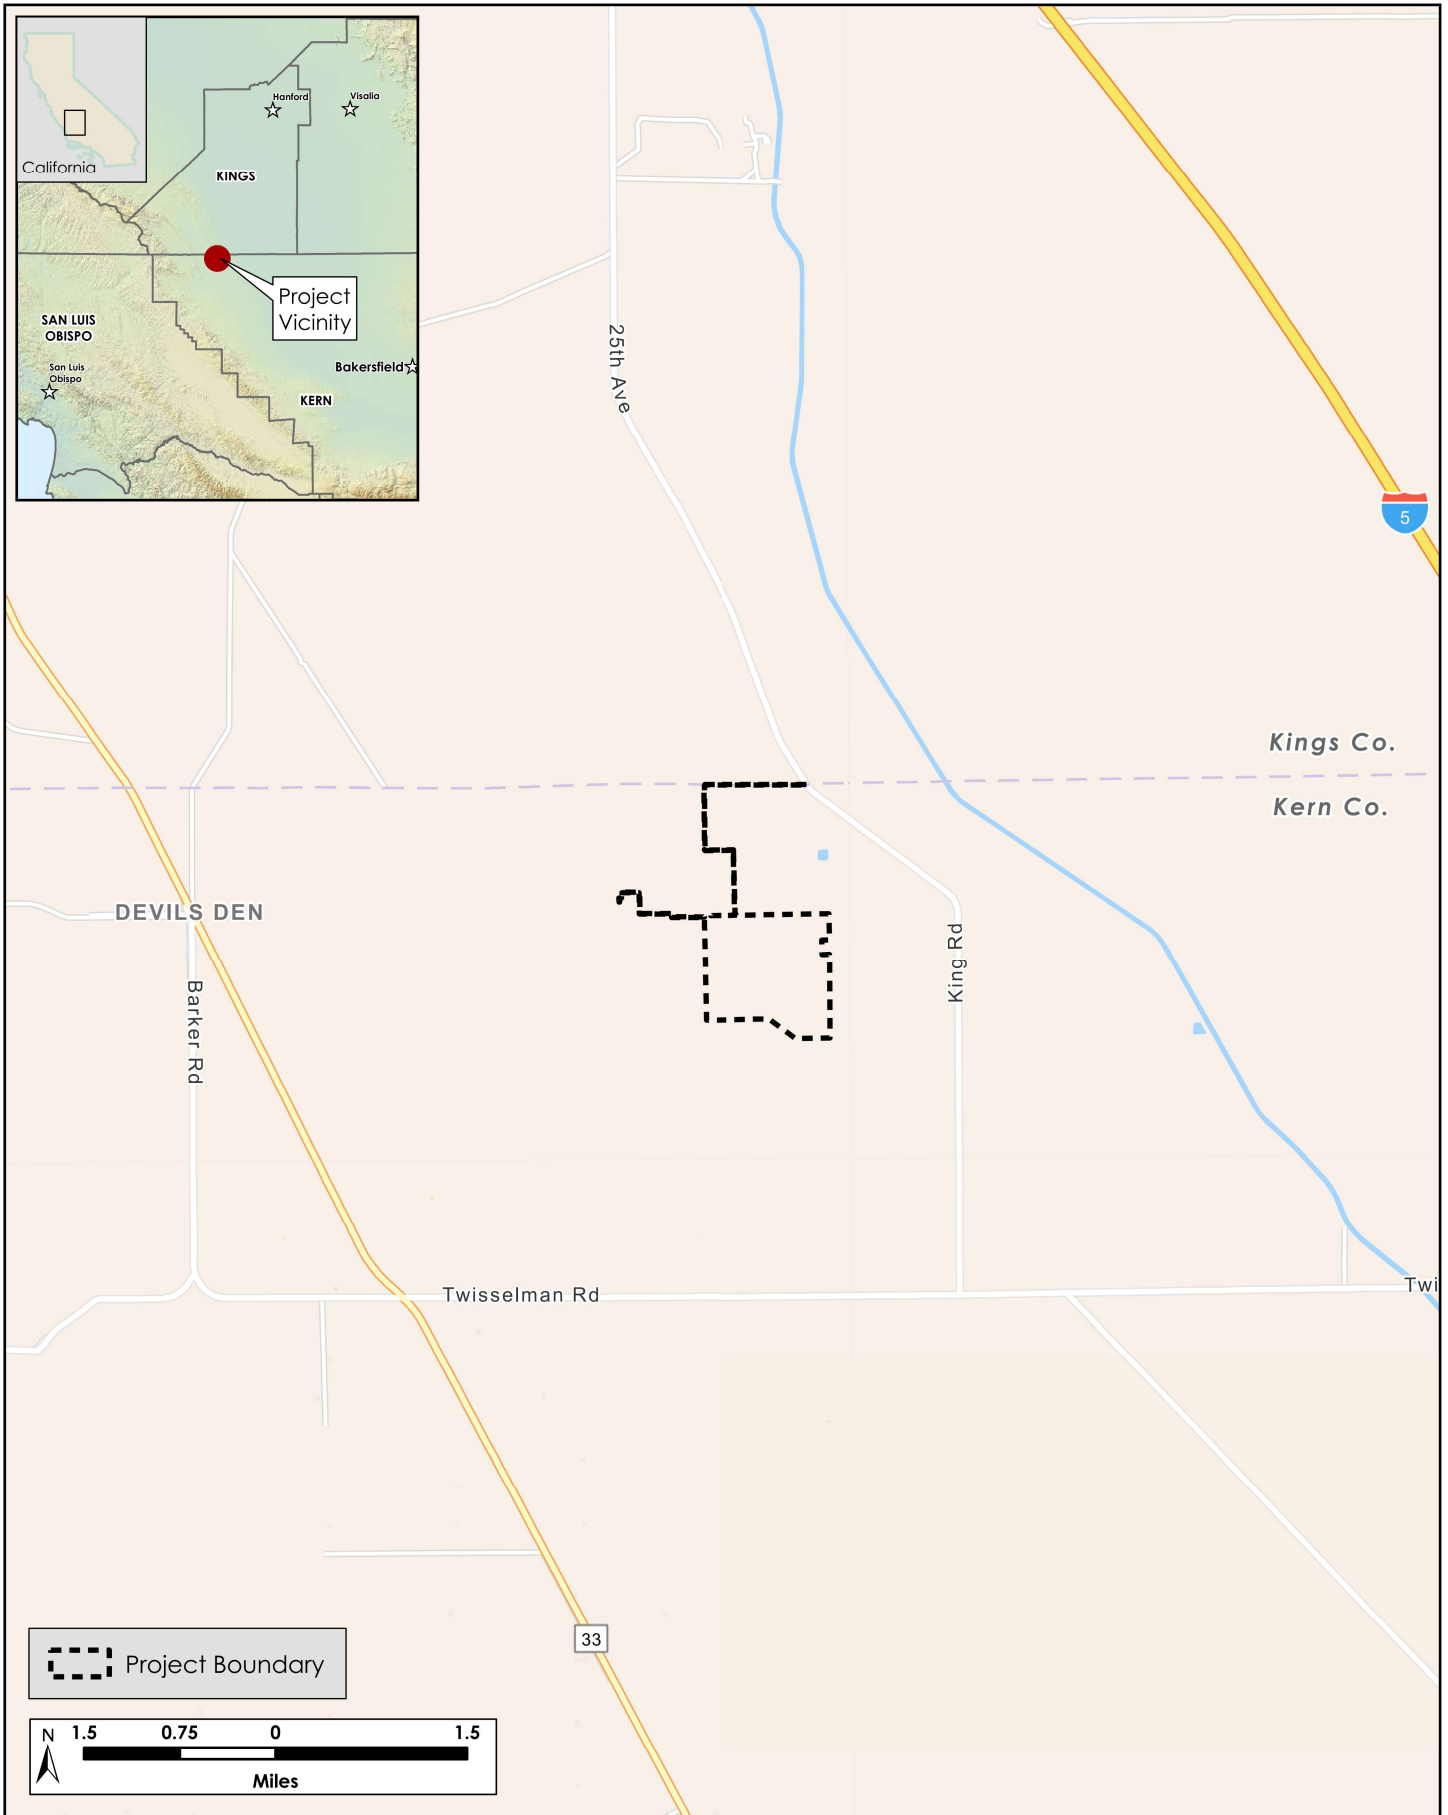 California
Hanford
Visalia
KINGS
Project
Vicinity
SAN LUIS
OBISPO
San Luis
Obispo
Bakersfield
KERN
25th Ave
5
Kings Co.
Kern Co.
DEVILS DEN
King Rd
Barker Rd
Twisselman Rd
Twi
33
Project Boundary
N 1.5 0.75 0 1.5
Miles